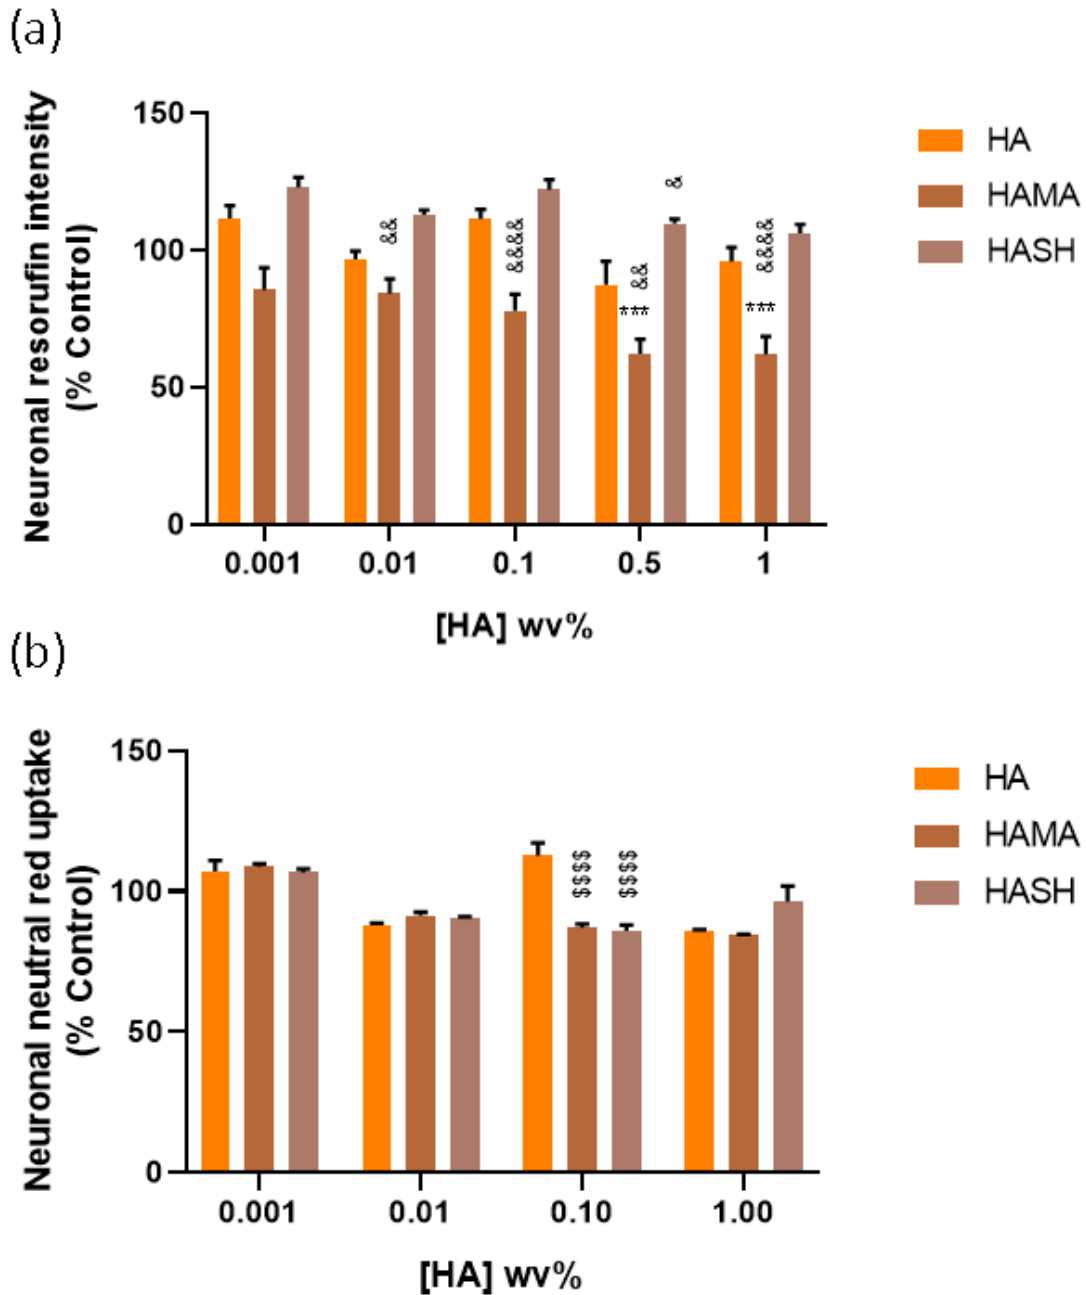 (a)
Neuronal resorufin intensity
(% Control)
150
100
50
0
&&
&&&&
&&
***
&
&&&&
***
0.001
0.01
0.1
0.5
1
[HA] wv%
HA
HAMA
HASH
(b)
Neuronal neutral red uptake
(% Control)
150
100
50
0
$$$$
$$$$
0.001
0.01
0.10
1.00
[HA] wv%
HA
HAMA
HASH